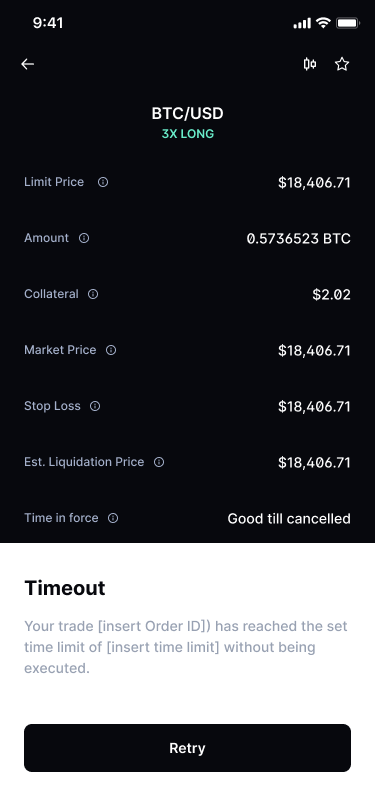 9:41
BTC/USD
3X LONG
Limit Price $18,406.71
Amount 0.5736523 BTC
Collateral $2.02
Market Price $18,406.71
Stop Loss $18,406.71
Est. Liquidation Price $18,406.71
Time in force Good till cancelled
Timeout
Your trade [insert Order ID]) has reached the set
time limit of [insert time limit] without being
executed.
Retry